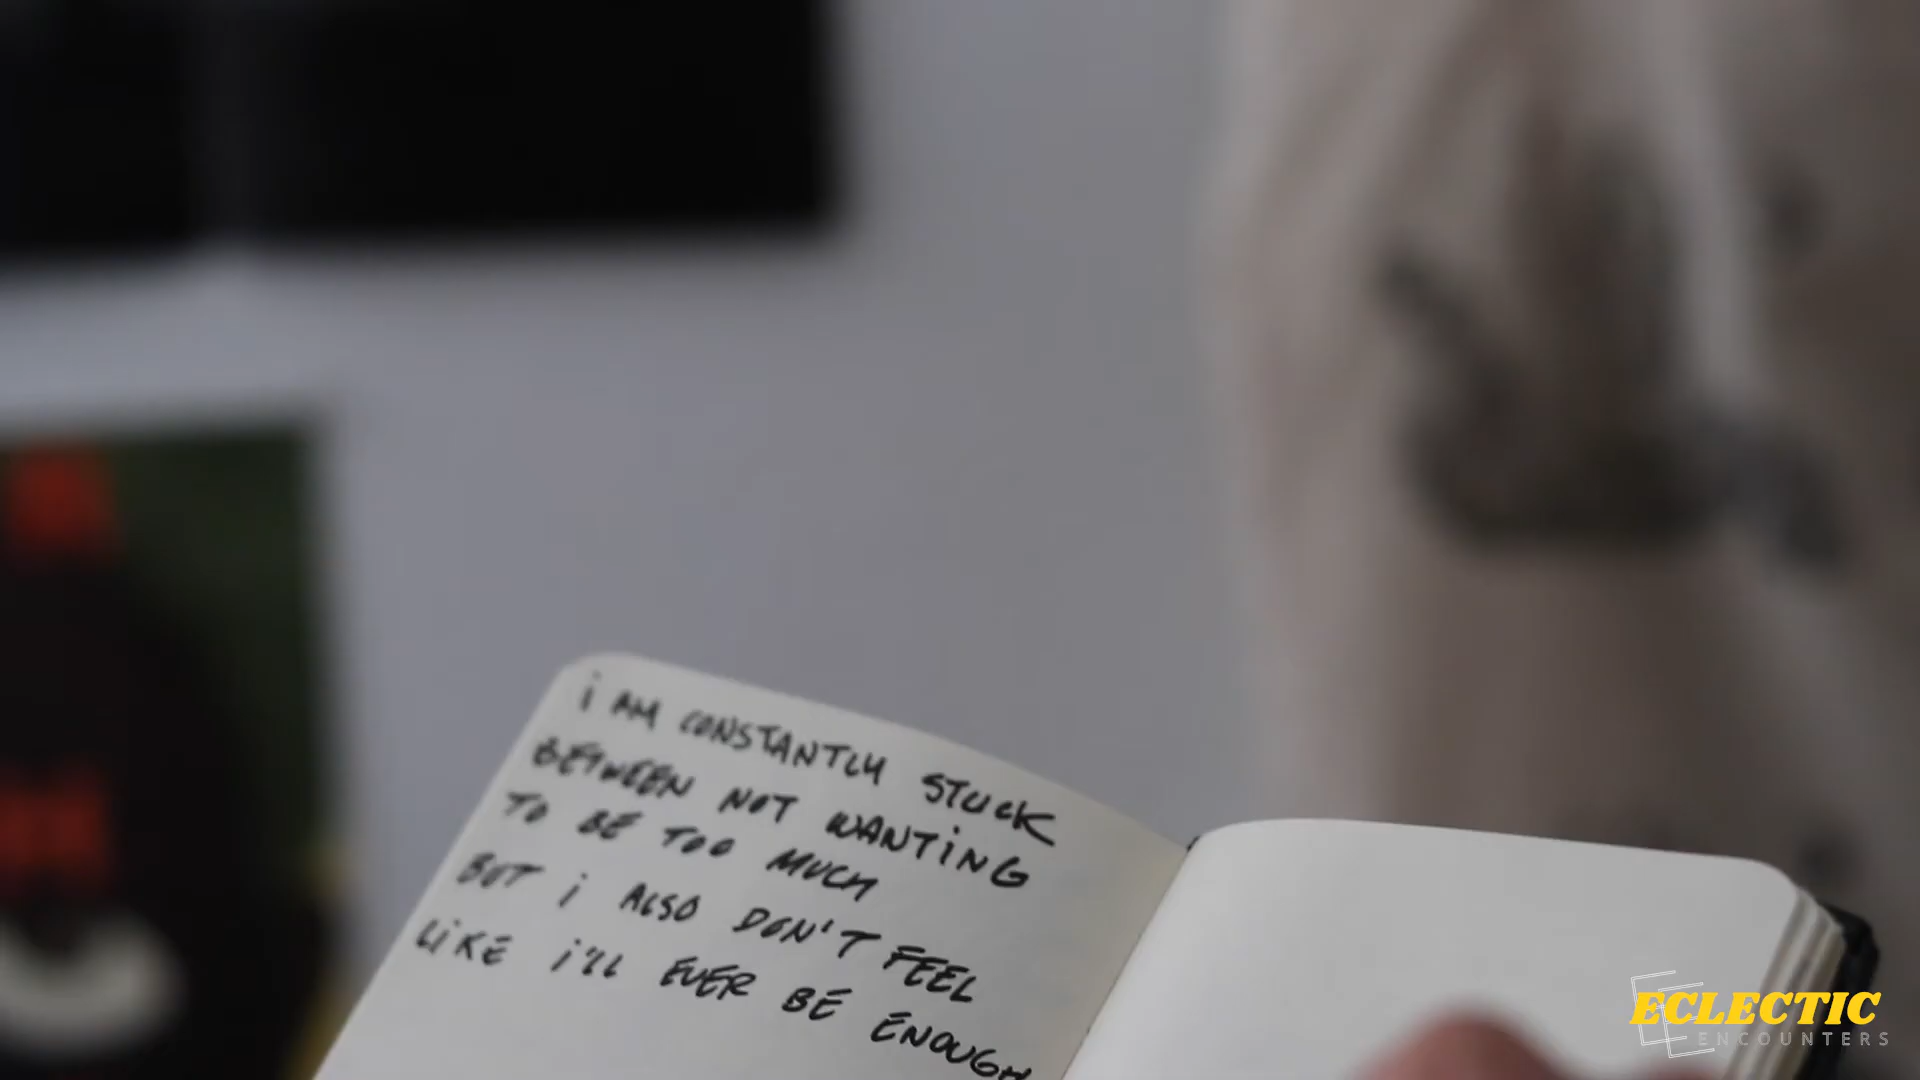 i AM CONSTANTLY STUCK
BETWEEN NOT WANTiNG
TO BE TOO MUCH
BUT i ALSO DON'T FEEL
LiKE i'LL EVER BE ENOUGH
ECLECTIC
ENCOUNTERS